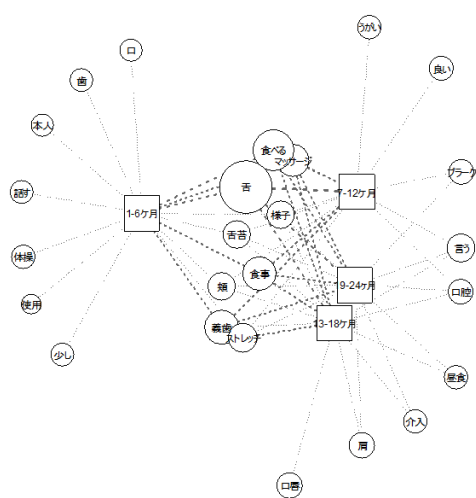 うがい
口
良い
歯
本人
食べる
マッサージ
プラーク
舌
7-12ケ月
話す
1-6ケ月
様子
舌苔
言う
体操
食事
19-24ケ月
口腔
頬
使用
義歯
13-18ケ月
ストレッチ
少し
昼食
介入
肩
口唇